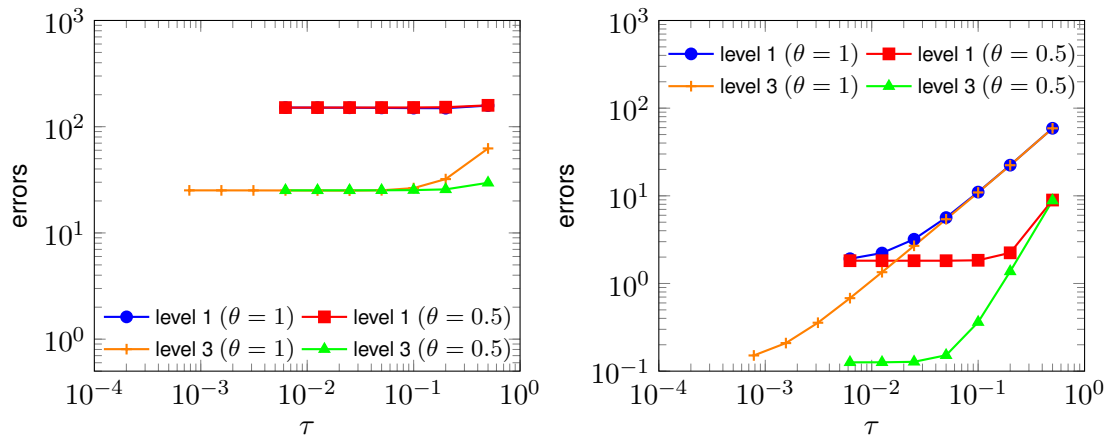 10^3
10^2
10^1
10^0
errors
level 1 (θ = 1) level 1 (θ = 0.5)
level 3 (θ = 1) level 3 (θ = 0.5)
10^−4 10^−3 10^−2 10^−1 10^0
τ
10^3
10^2
10^1
10^0
10^−1
errors
level 1 (θ = 1) level 1 (θ = 0.5)
level 3 (θ = 1) level 3 (θ = 0.5)
10^−4 10^−3 10^−2 10^−1 10^0
τ